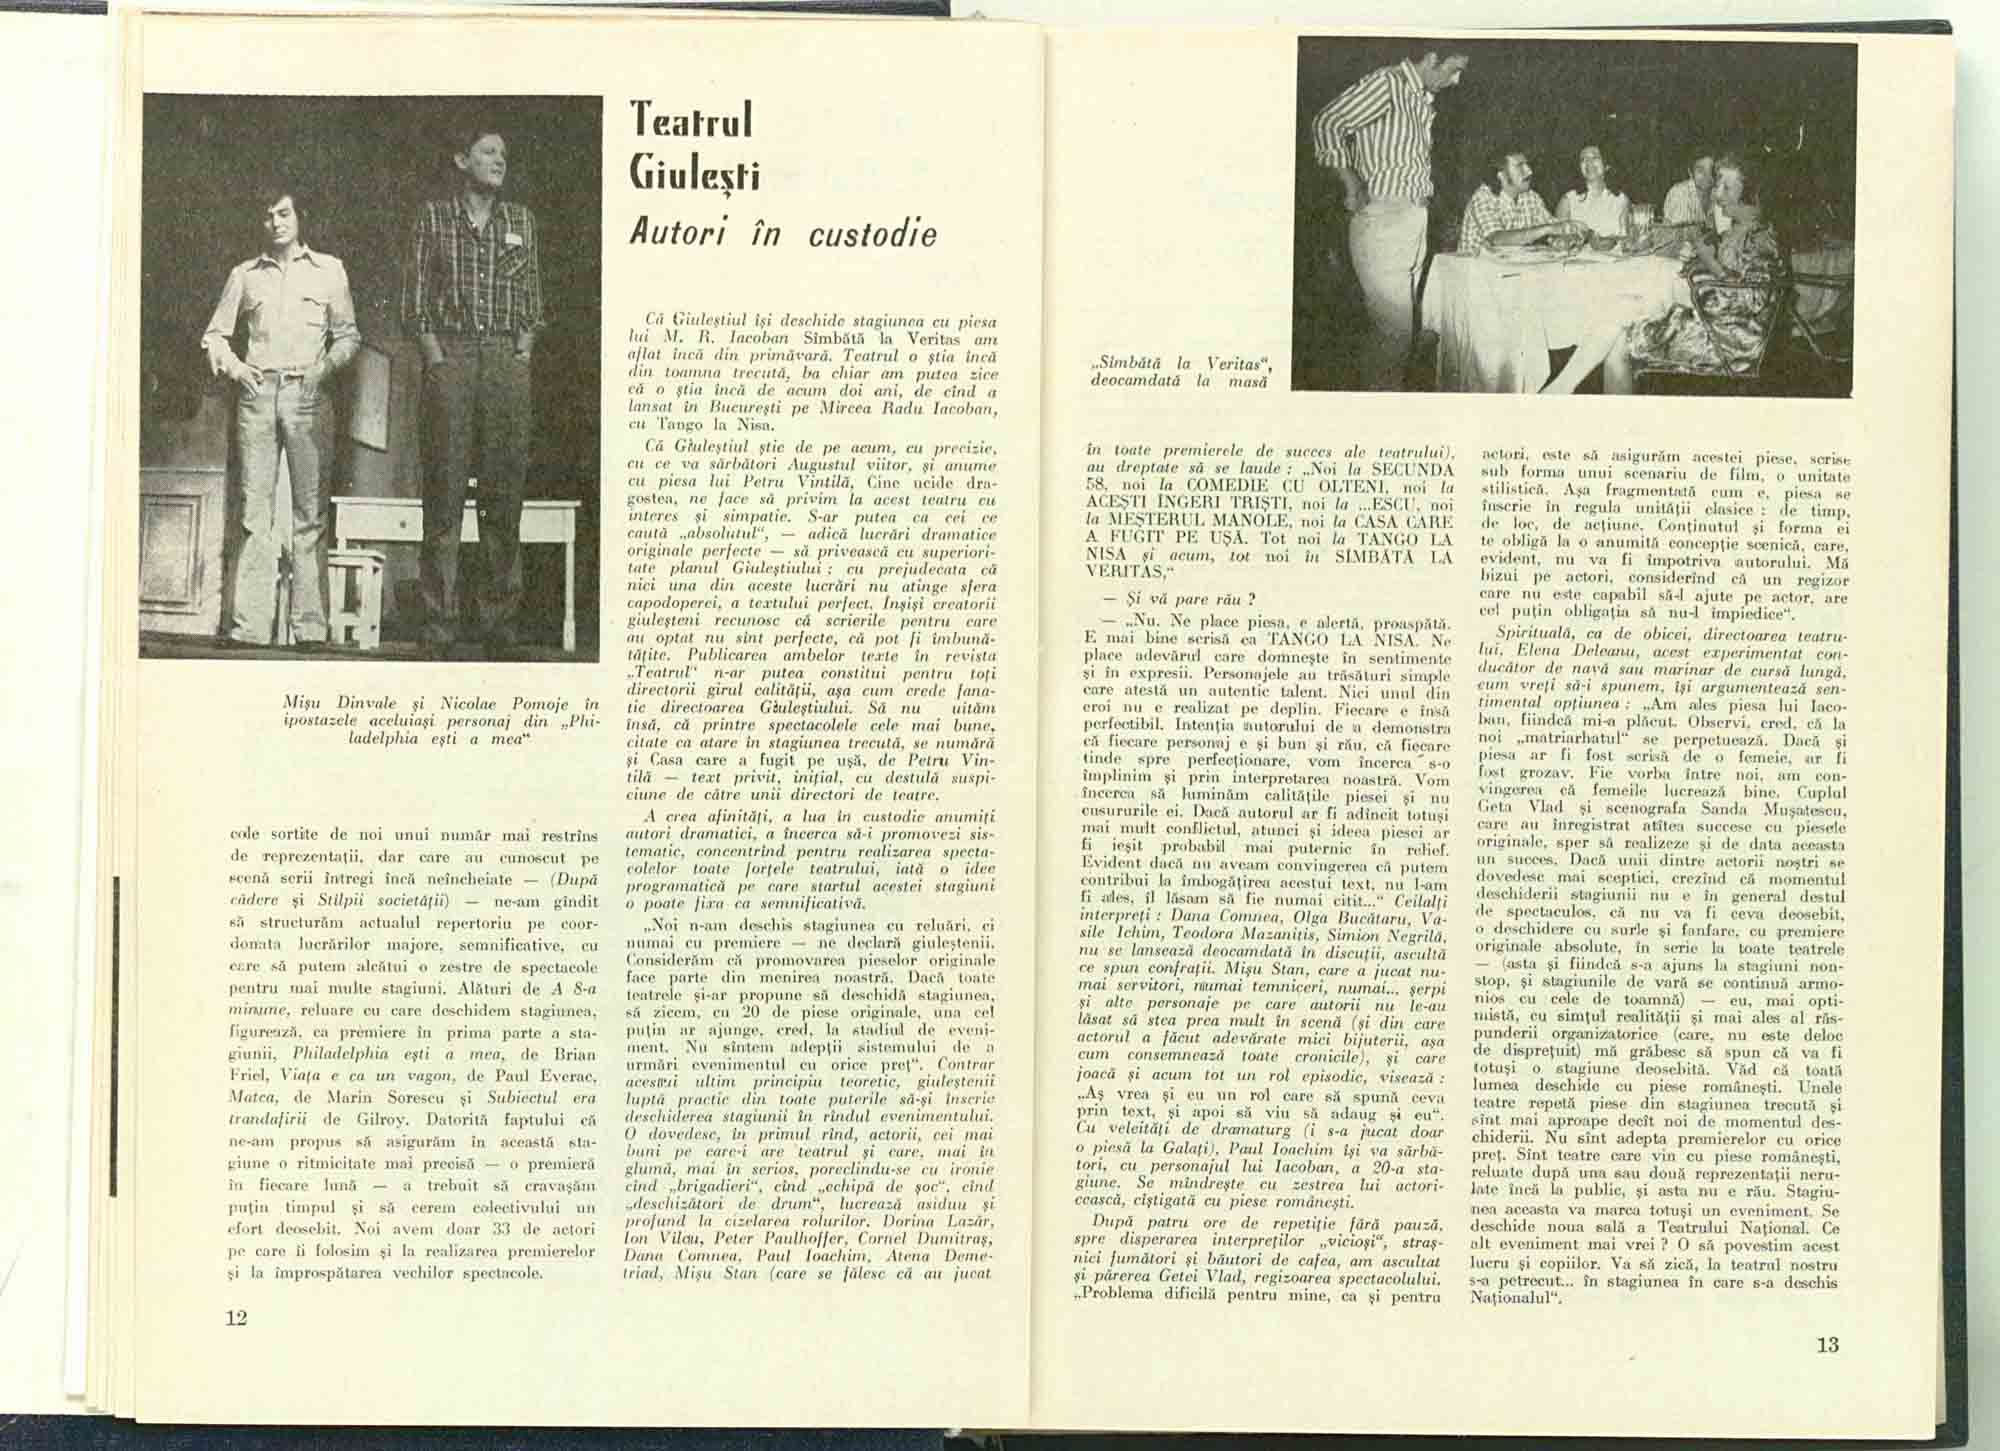 Mișu Dinvale și Nicolae Pomoje în
ipostazele aceluiași personaj din „Phi-
ladelphia ești a mea“
cole sortite de noi unui număr mai restrîns
de reprezentații, dar care au cunoscut pe
scenă serii întregi încă neîncheiate — (După
cădere și Stîlpii societății) — ne-am gîndit
să structurăm actualul repertoriu pe coor-
donata lucrărilor majore, semnificative, cu
care să putem alcătui o zestre de spectacole
pentru mai multe stagiuni. Alături de A 8-a
minune, reluare cu care deschidem stagiunea,
figurează, ca premiere în prima parte a sta-
giunii, Philadelphia ești a mea, de Brian
Friel, Viața e ca un vagon, de Paul Everac,
Matca, de Marin Sorescu și Subiectul era
trandafirii de Gilroy. Datorită faptului că
ne-am propus să asigurăm în această sta-
giune o ritmicitate mai precisă — o premieră
în fiecare lună — a trebuit să cravașăm
puțin timpul și să cerem colectivului un
efort deosebit. Noi avem doar 33 de actori
pe care îi folosim și la realizarea premierelor
și la împrospătarea vechilor spectacole.
12
Teatrul
Giulești
Autori în custodie
Că Giuleștiul își deschide stagiunea cu piesa
lui M. R. Iacoban Sîmbătă la Veritas am
aflat încă din primăvară. Teatrul o știa încă
din toamna trecută, ba chiar am putea zice
că o știa încă de acum doi ani, de cînd a
lansat în București pe Mircea Radu Iacoban,
cu Tango la Nisa.
Că Giuleștiul știe de pe acum, cu precizie,
cu ce va sărbători Augustul viitor, și anume
cu piesa lui Petru Vintilă, Cine ucide dra-
gostea, ne face să privim la acest teatru cu
interes și simpatie. S-ar putea ca cei ce
caută „absolutul“, — adică lucrări dramatice
originale perfecte — să privească cu superiori-
tate planul Giuleștiului ; cu prejudecata că
nici una din aceste lucrări nu atinge sfera
capodoperei, a textului perfect. Înșiși creatorii
giuleșteni recunosc că scrierile pentru care
au optat nu sînt perfecte, că pot fi îmbună-
tățite. Publicarea ambelor texte în revista
„Teatrul“ n-ar putea constitui pentru toți
directorii girul calității, așa cum crede fana-
tic directoarea Giuleștiului. Să nu uităm
însă, că printre spectacolele cele mai bune,
citate ca atare în stagiunea trecută, se numără
și Casa care a fugit pe ușă, de Petru Vin-
tilă — text privit, inițial, cu destulă suspi-
ciune de către unii directori de teatre.
A crea afinități, a lua în custodie anumiți
autori dramatici, a încerca să-i promovezi sis-
tematic, concentrînd pentru realizarea specta-
colelor toate forțele teatrului, iată o idee
programatică pe care startul acestei stagiuni
o poate fixa ca semnificativă.
„Noi n-am deschis stagiunea cu reluări, ci
numai cu premiere — ne declară giuleștenii.
Considerăm că promovarea pieselor originale
face parte din menirea noastră. Dacă toate
teatrele și-ar propune să deschidă stagiunea,
să zicem, cu 20 de piese originale, una cel
puțin ar ajunge, cred, la stadiul de eveni-
ment. Nu sîntem adepții sistemului de a
urmări evenimentul cu orice preț“. Contrar
acestui ultim principiu teoretic, giuleștenii
luptă practic din toate puterile să-și înscrie
deschiderea stagiunii în rîndul evenimentului.
O dovedesc, în primul rînd, actorii, cei mai
buni pe care-i are teatrul și care, mai în
glumă, mai în serios, poreclindu-se cu ironie
cînd „brigadieri“, cînd „echipă de șoc“, cînd
„deschizători de drum“, lucrează asiduu și
profund la cizelarea rolurilor. Dorina Lazăr,
Ion Vîlcu, Peter Paulhoffer, Cornel Dumitraș,
Dana Comnea, Paul Ioachim, Atena Deme-
triad, Mișu Stan (care se fălesc că au jucat
„Sîmbătă la Veritas“,
deocamdată la masă
în toate premierele de succes ale teatrului),
au dreptate să se laude : „Noi la SECUNDA
58, noi la COMEDIE CU OLTENI, noi la
ACEȘTI ÎNGERI TRIȘTI, noi la ...ESCU, noi
la MEȘTERUL MANOLE, noi la CASA CARE
A FUGIT PE UȘĂ. Tot noi la TANGO LA
NISA și acum, tot noi în SÎMBĂTĂ LA
VERITAS,“
— Și vă pare rău ?
— „Nu. Ne place piesa, e alertă, proaspătă.
E mai bine scrisă ca TANGO LA NISA. Ne
place adevărul care domnește în sentimente
și în expresii. Personajele au trăsături simple
care atestă un autentic talent. Nici unul din
eroi nu e realizat pe deplin. Fiecare e însă
perfectibil. Intenția autorului de a demonstra
că fiecare personaj e și bun și rău, că fiecare
tinde spre perfecționare, vom încerca s-o
împlinim și prin interpretarea noastră. Vom
încerca să luminăm calitățile piesei și nu
cusururile ei. Dacă autorul ar fi adîncit totuși
mai mult conflictul, atunci și ideea piesei ar
fi ieșit probabil mai puternic în relief.
Evident dacă nu aveam convingerea că putem
contribui la îmbogățirea acestui text, nu l-am
fi ales, îl lăsam să fie numai citit...“ Ceilalți
interpreți : Dana Comnea, Olga Bucătaru, Va-
sile Ichim, Teodora Mazanitis, Simion Negrilă,
nu se lansează deocamdată în discuții, ascultă
ce spun confrații. Mișu Stan, care a jucat nu-
mai servitori, numai temniceri, numai... șerpi
și alte personaje pe care autorii nu le-au
lăsat să stea prea mult în scenă (și din care
actorul a făcut adevărate mici bijuterii, așa
cum consemnează toate cronicile), și care
joacă și acum tot un rol episodic, visează :
„Aș vrea și eu un rol care să spună ceva
prin text, și apoi să viu să adaug și eu“.
Cu veleități de dramaturg (i s-a jucat doar
o piesă la Galați), Paul Ioachim își va sărbă-
tori, cu personajul lui Iacoban, a 20-a sta-
giune. Se mîndrește cu zestrea lui actori-
cească, cîștigată cu piese românești.
După patru ore de repetiție fără pauză,
spre disperarea interpreților „vicioși“, straș-
nici fumători și băutori de cafea, am ascultat
și părerea Getei Vlad, regizoarea spectacolului.
„Problema dificilă pentru mine, ca și pentru
actori, este să asigurăm acestei piese, scrise
sub forma unui scenariu de film, o unitate
stilistică. Așa fragmentată cum e, piesa se
înscrie în regula unității clasice : de timp,
de loc, de acțiune. Conținutul și forma ei
te obligă la o anumită concepție scenică, care,
evident, nu va fi împotriva autorului. Mă
bizui pe actori, considerînd că un regizor
care nu este capabil să-l ajute pe actor, are
cel puțin obligația să nu-l împiedice“.
Spirituală, ca de obicei, directoarea teatru-
lui, Elena Deleanu, acest experimentat con-
ducător de navă sau marinar de cursă lungă,
cum vreți să-i spunem, își argumentează sen-
timental opțiunea : „Am ales piesa lui Iaco-
ban, fiindcă mi-a plăcut. Observi, cred, că la
noi „matriarhatul“ se perpetuează. Dacă și
piesa ar fi fost scrisă de o femeie, ar fi
fost grozav. Fie vorba între noi, am con-
vingerea că femeile lucrează bine. Cuplul
Geta Vlad și scenografa Sanda Mușatescu,
care au înregistrat atîtea succese cu piesele
originale, sper să realizeze și de data aceasta
un succes. Dacă unii dintre actorii noștri se
dovedesc mai sceptici, crezînd că momentul
deschiderii stagiunii nu e în general destul
de spectaculos, că nu va fi ceva deosebit,
o deschidere cu surle și fanfare, cu premiere
originale absolute, în serie la toate teatrele
— (asta și fiindcă s-a ajuns la stagiuni non-
stop, și stagiunile de vară se continuă armo-
nios cu cele de toamnă) — eu, mai opti-
mistă, cu simțul realității și mai ales al răs-
punderii organizatorice (care, nu este deloc
de disprețuit) mă grăbesc să spun că va fi
totuși o stagiune deosebită. Văd că toată
lumea deschide cu piese românești. Unele
teatre repetă piese din stagiunea trecută și
sînt mai aproape decît noi de momentul des-
chiderii. Nu sînt adepta premierelor cu orice
preț. Sînt teatre care vin cu piese românești,
reluate după una sau două reprezentații neru-
late încă la public, și asta nu e rău. Stagiu-
nea aceasta va marca totuși un eveniment. Se
deschide noua sală a Teatrului Național. Ce
alt eveniment mai vrei ? O să povestim acest
lucru și copiilor. Va să zică, la teatrul nostru
s-a petrecut... în stagiunea în care s-a deschis
Naționalul“.
13